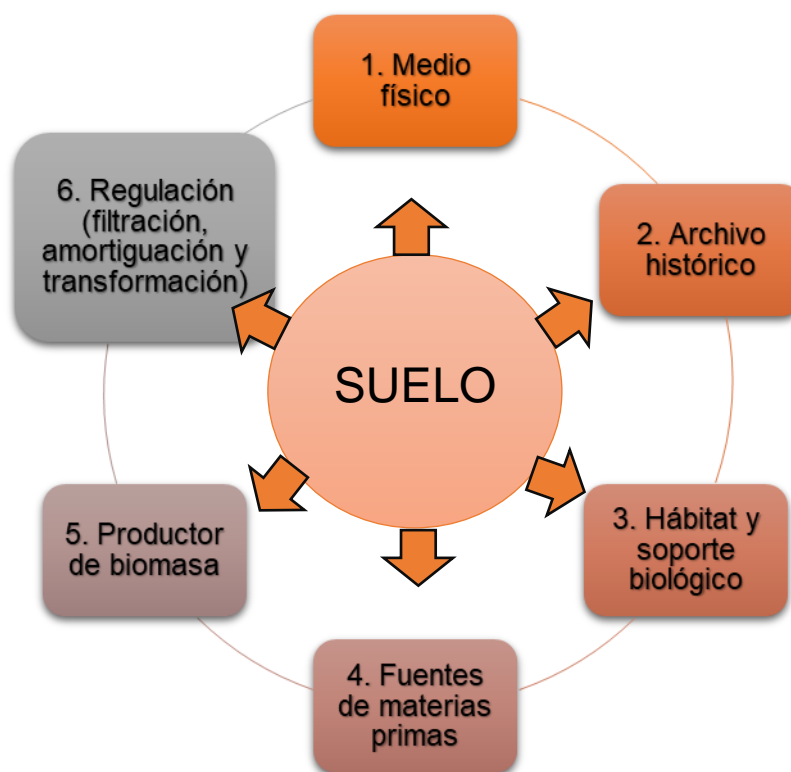 1. Medio
físico
2. Archivo
histórico
3. Hábitat y
soporte
biológico
4. Fuentes
de materias
primas
5. Productor
de biomasa
6. Regulación
(filtración,
amortiguación y
transformación)
SUELO